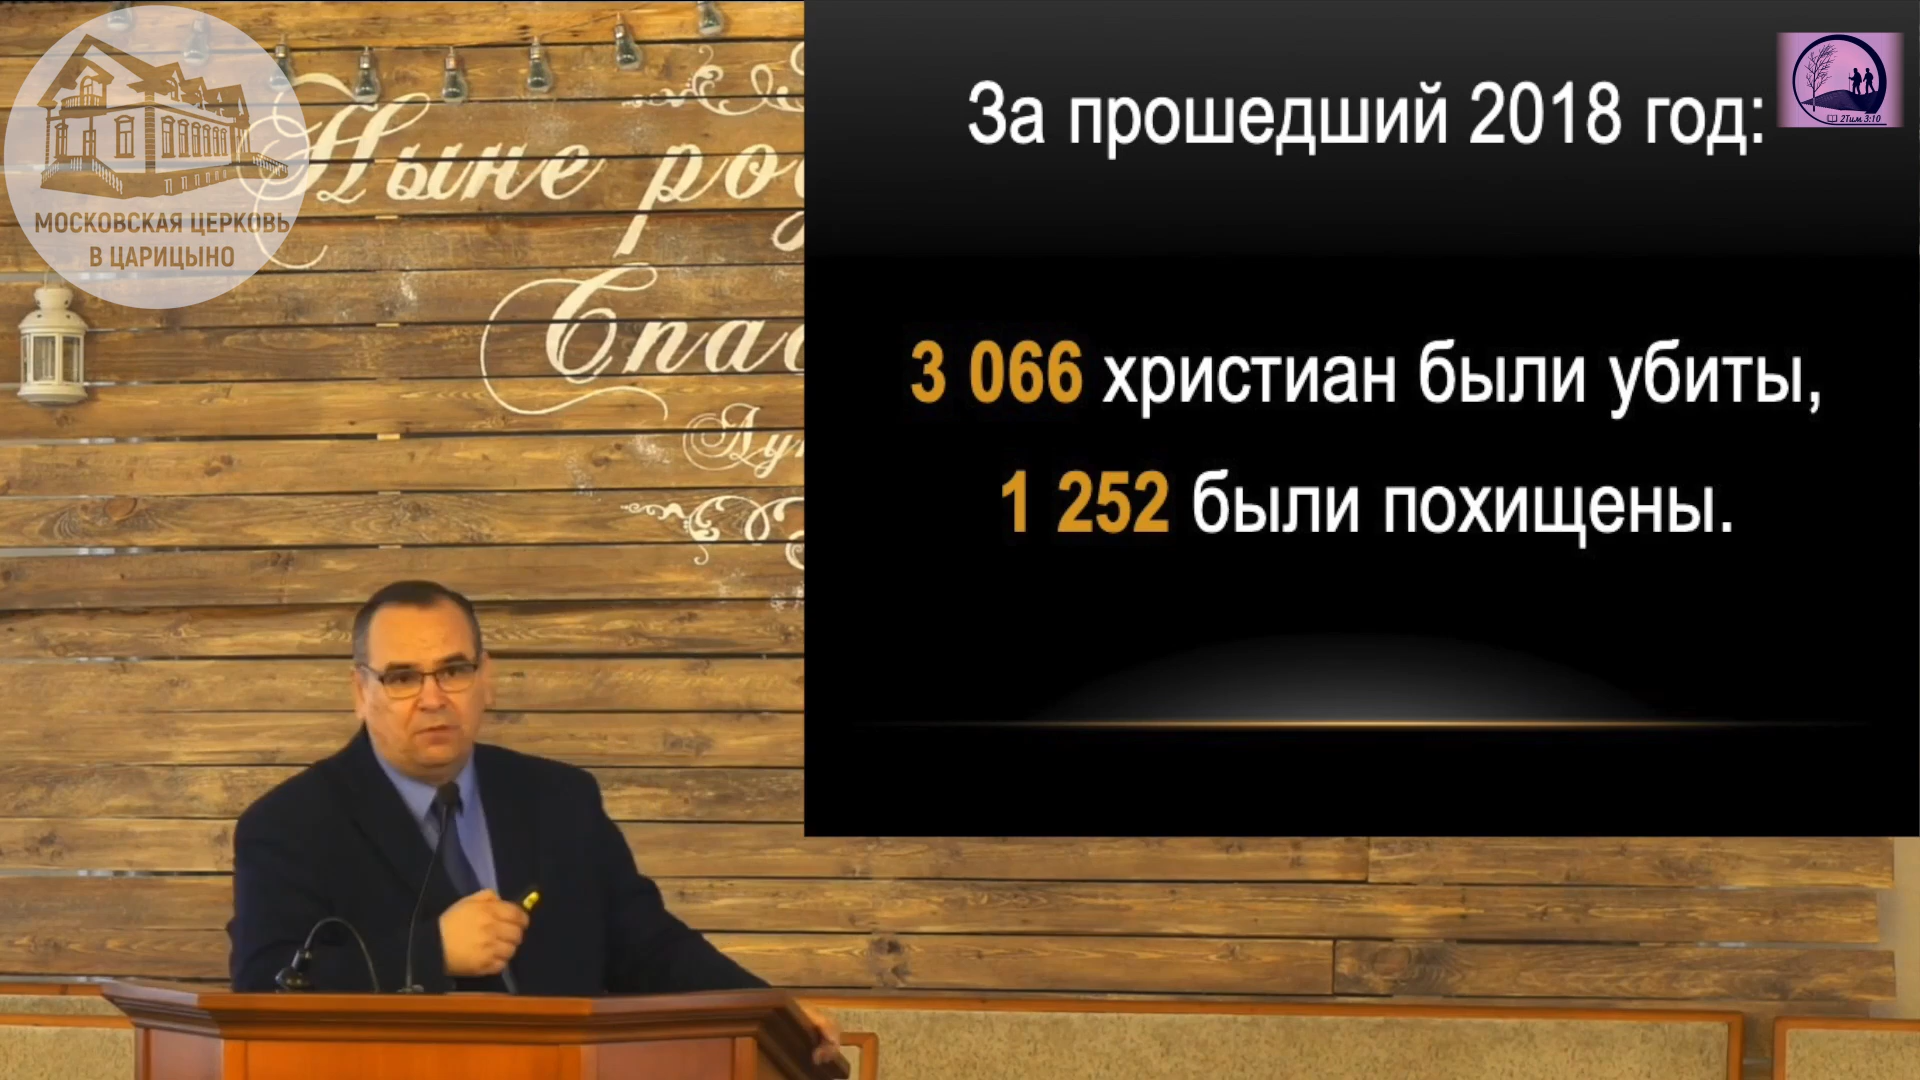 МОСКОВСКАЯ ЦЕРКОВЬ
В ЦАРИЦЫНО
Ныне
За прошедший 2018 год:
3 066 христиан были убиты,
1 252 были похищены.
2Тим 3:10